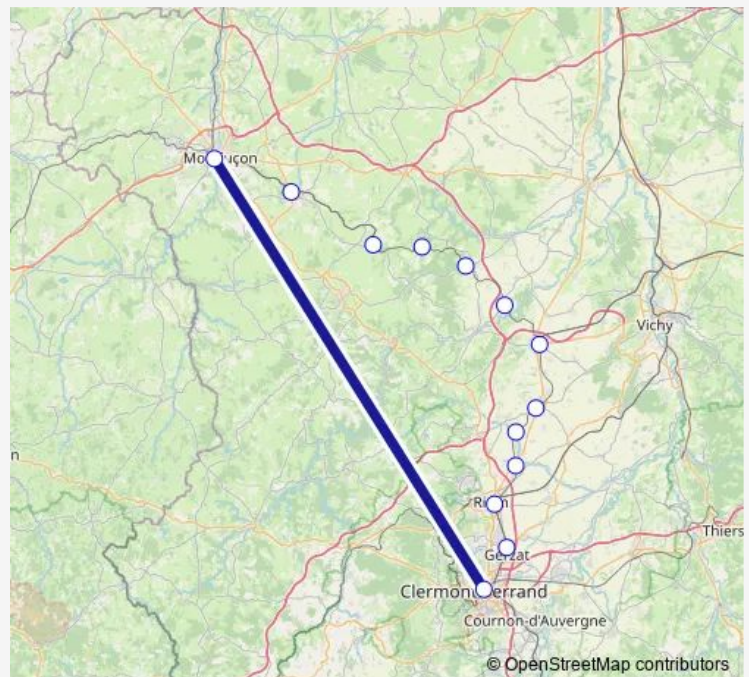 Montluçon
Vichy
n
Riom
Thiers
Gerzat
Clermont-Ferrand
Cournon-d'Auvergne
© OpenStreetMap contributors